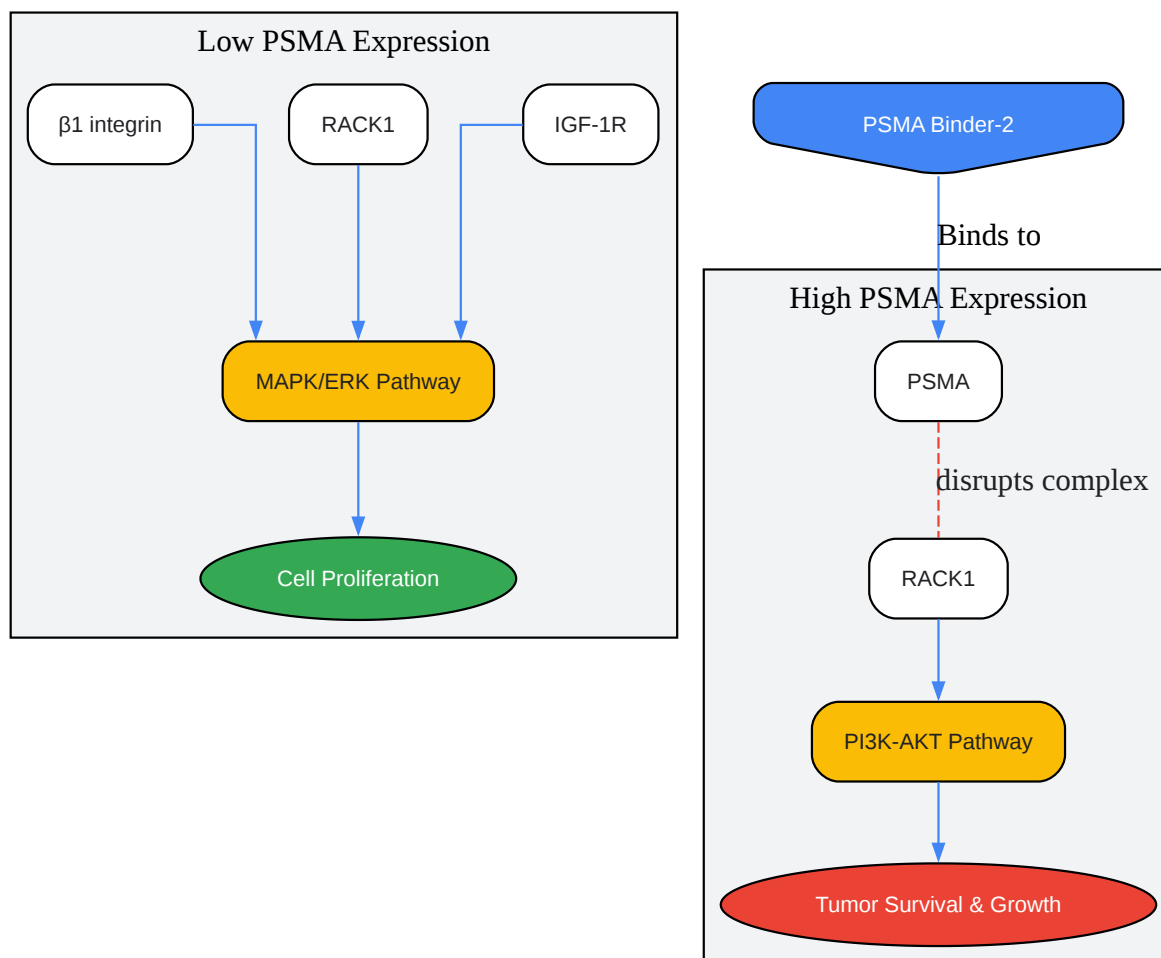 Low PSMA Expression
β1 integrin
RACK1
IGF-1R
MAPK/ERK Pathway
Cell Proliferation
PSMA Binder-2
Binds to
High PSMA Expression
PSMA
disrupts complex
RACK1
PI3K-AKT Pathway
Tumor Survival & Growth